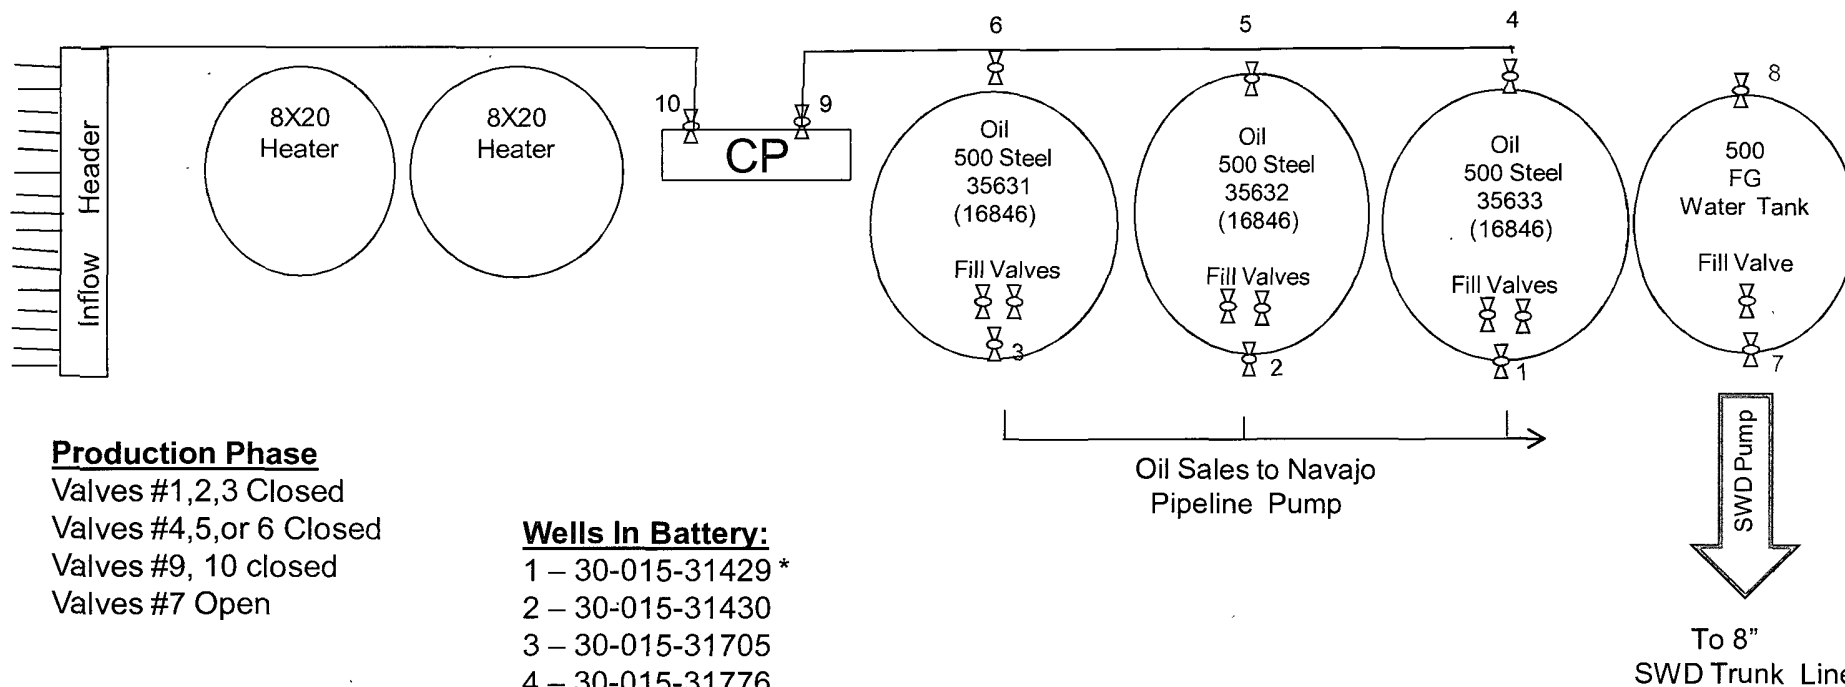 Inflow Header
8X20
Heater
8X20
Heater
10
9
CP
6
5
4
8
Oil
500 Steel
35631
(16846)
Fill Valves
3
Oil
500 Steel
35632
(16846)
Fill Valves
2
Oil
500 Steel
35633
(16846)
Fill Valves
1
500
FG
Water Tank
Fill Valve
7
Oil Sales to Navajo
Pipeline Pump
SWD Pump
To 8"
SWD Trunk Line
Production Phase
Valves #1,2,3 Closed
Valves #4,5,or 6 Closed
Valves #9, 10 closed
Valves #7 Open
Wells In Battery:
1 – 30-015-31429 *
2 – 30-015-31430
3 – 30-015-31705
4 – 30-015-31776